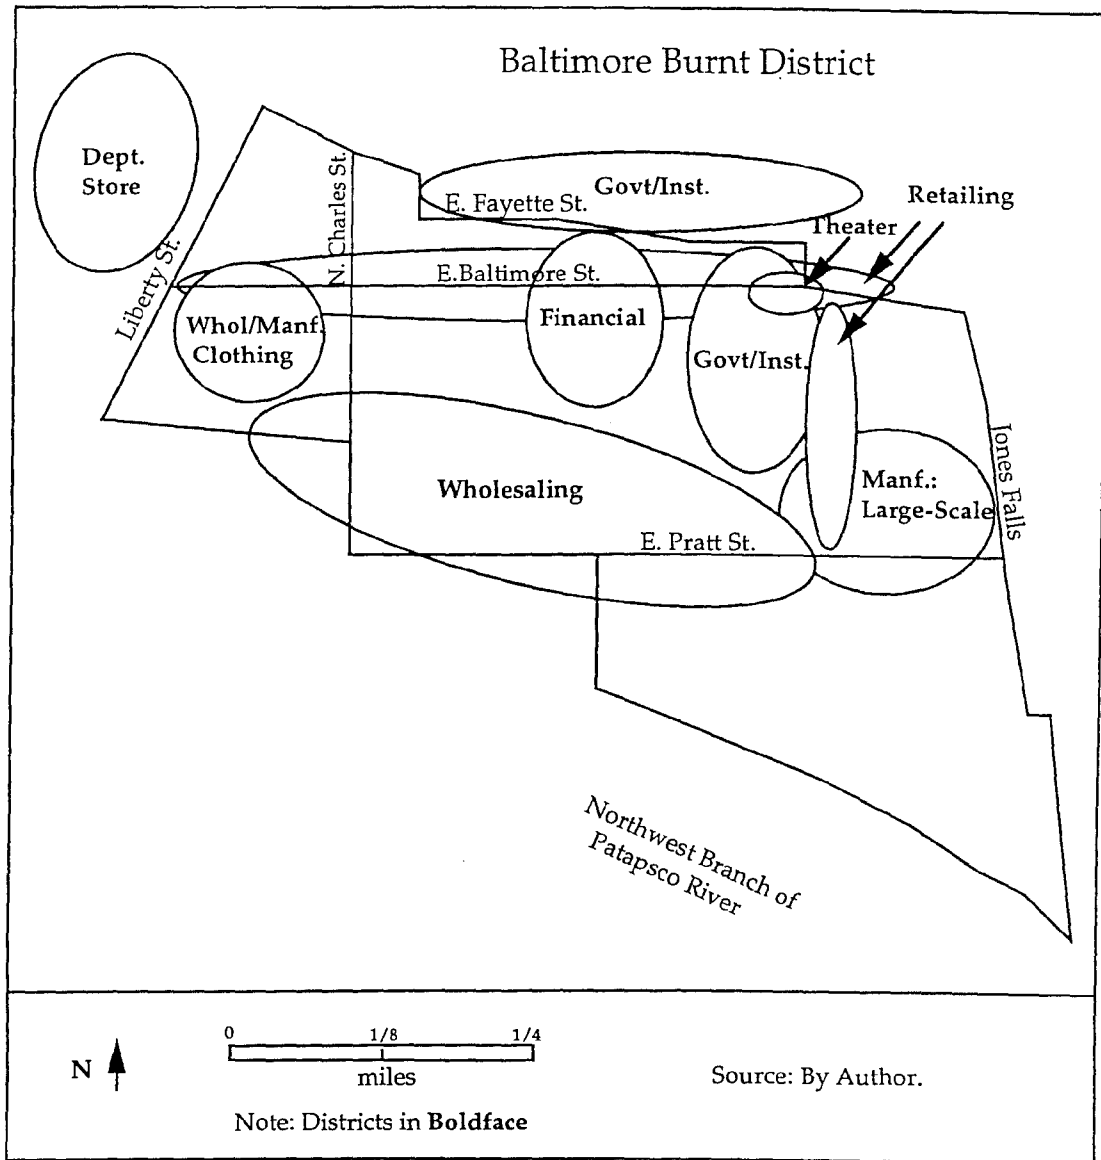 Baltimore Burnt District
Dept.
Store
Govt/Inst.
Retailing
E. Fayette St.
Theater
N. Charles St.
Liberty St.
E.Baltimore St.
Whol/Manf.
Clothing
Financial
Govt/Inst.
Jones Falls
Wholesaling
Manf.:
Large-Scale
E. Pratt St.
Northwest Branch of
Patapsco River
0 1/8 1/4
N
miles
Source: By Author.
Note: Districts in Boldface